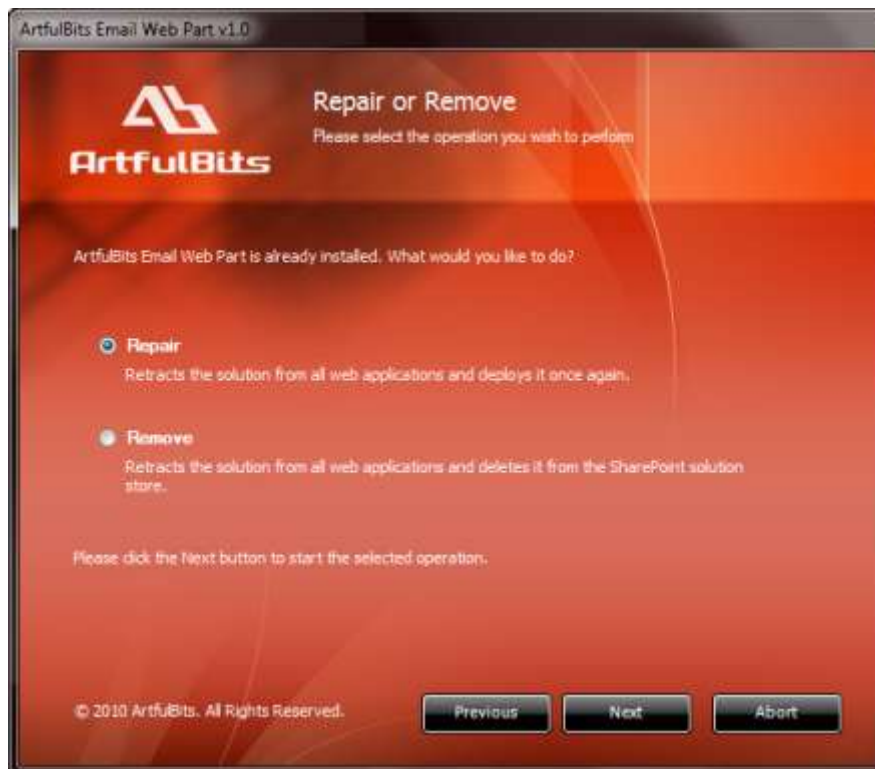 ArtfulBits Email Web Part v1.0
ArtfulBits
Repair or Remove
Please select the operation you wish to perform
ArtfulBits Email Web Part is already installed. What would you like to do?
Repair
Retracts the solution from all web applications and deploys it once again.
Remove
Retracts the solution from all web applications and deletes it from the SharePoint solution
store.
Please click the Next button to start the selected operation.
© 2010 ArtfulBits. All Rights Reserved.
Previous
Next
Abort